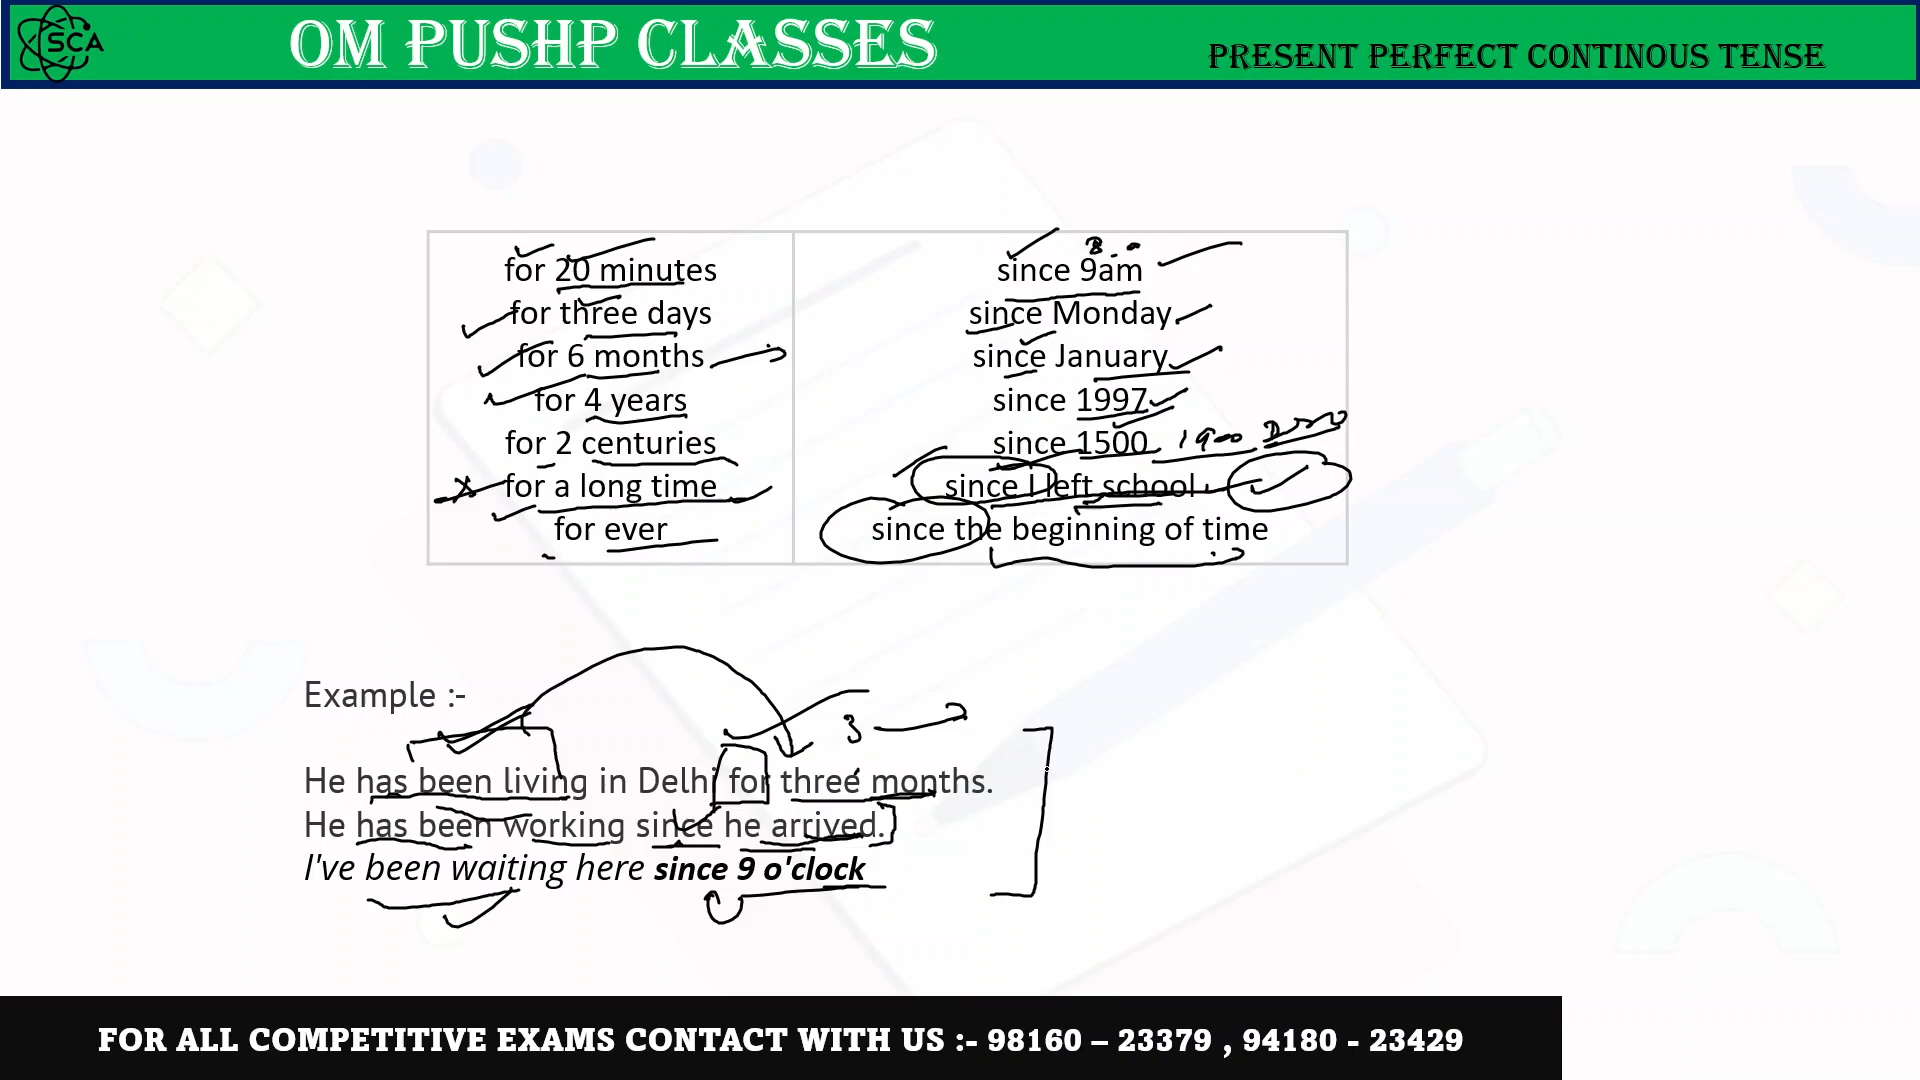 SCA
OM PUSHP CLASSES
PRESENT PERFECT CONTINOUS TENSE
8.
for 20 minutes
since 9am
for three days
since Monday
for 6 months
since January
for 4 years
since 1997
for 2 centuries
since 1500 1900
for a long time
since I left school
for ever
since the beginning of time
Example :-
3
He has been living in Delhi for three months.
He has been working since he arrived.
I've been waiting here since 9 o'clock
FOR ALL COMPETITIVE EXAMS CONTACT WITH US :- 98160 – 23379 , 94180 - 23429